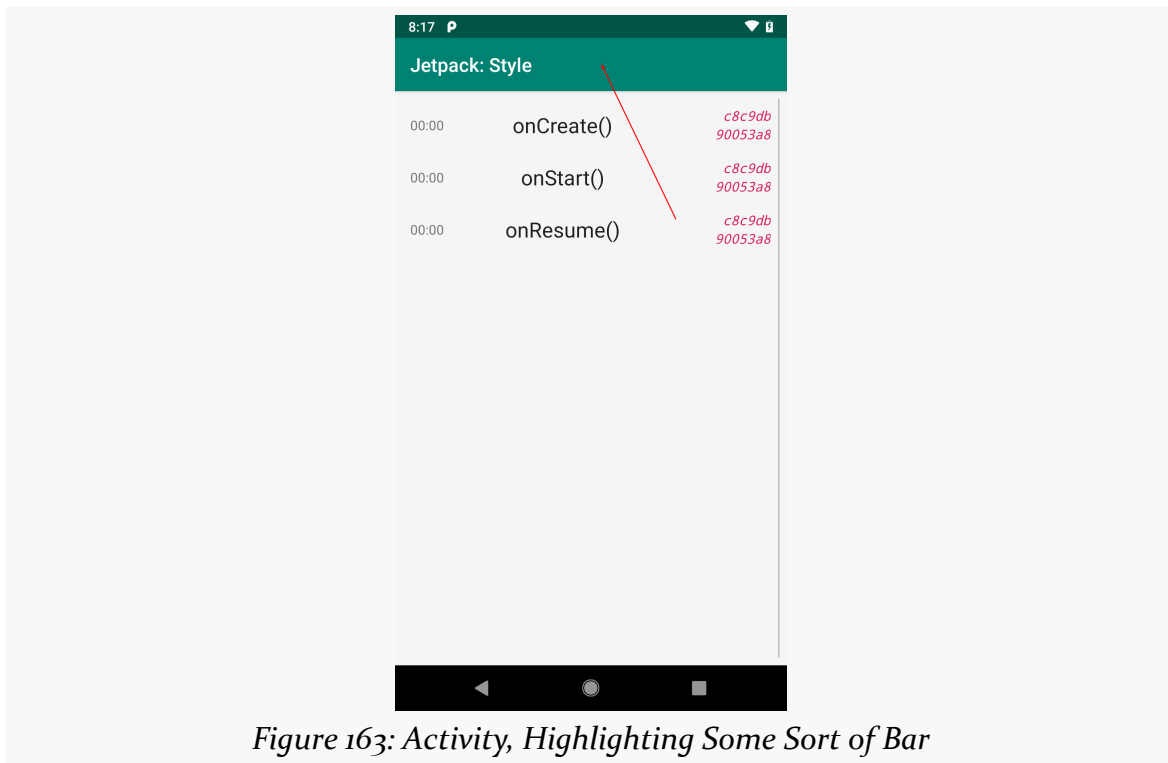 8:17
Jetpack: Style
00:00 onCreate() c8c9db
90053a8
00:00 onStart() c8c9db
90053a8
00:00 onResume() c8c9db
90053a8
Figure 163: Activity, Highlighting Some Sort of Bar